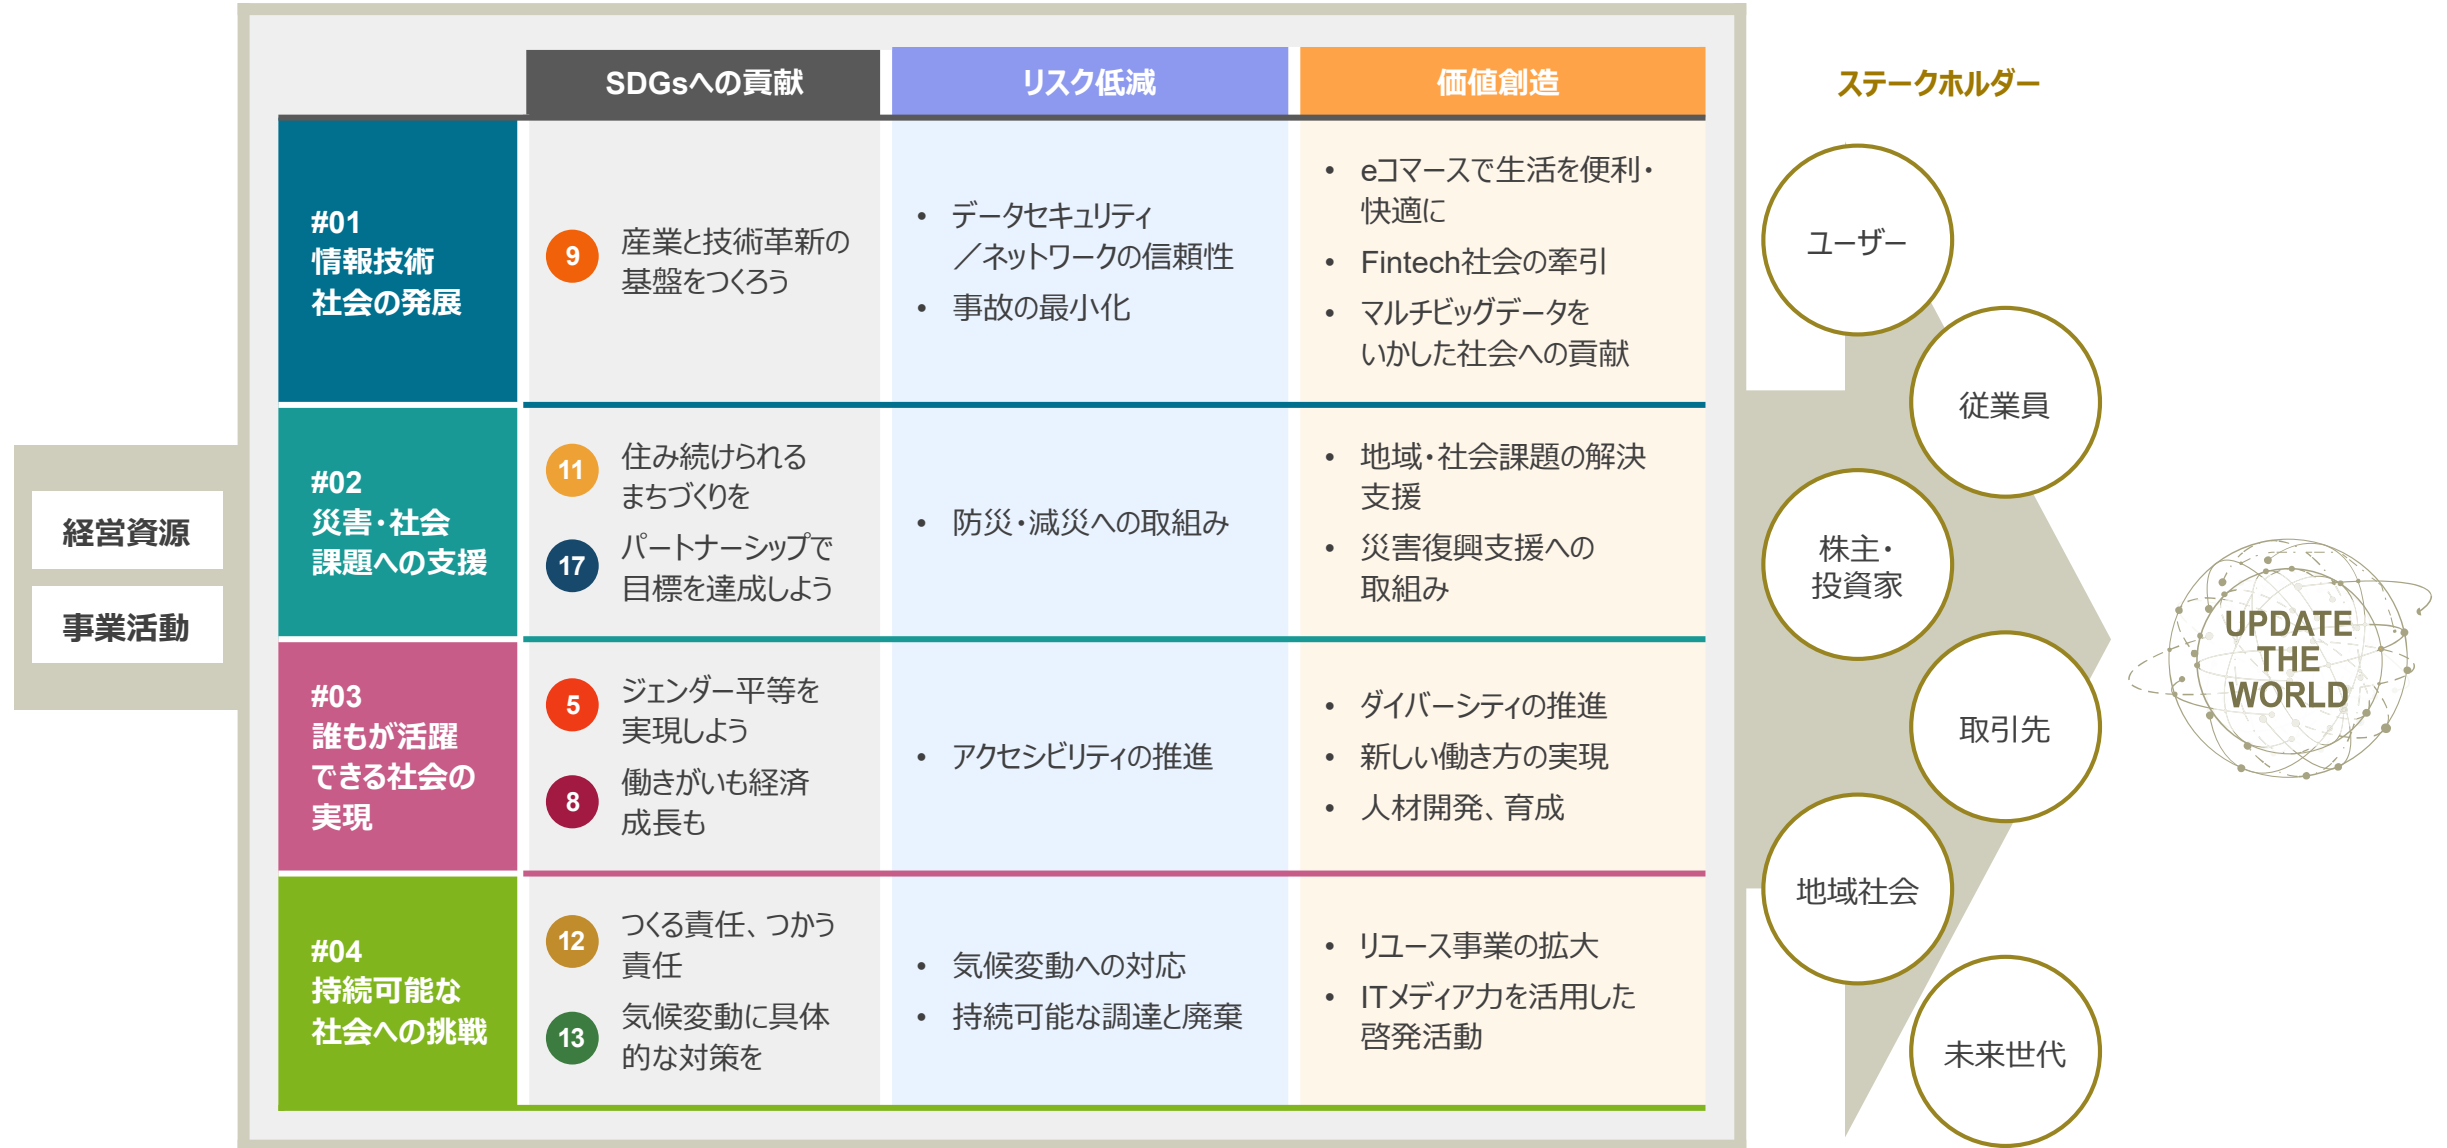 経営資源
事業活動
SDGsへの貢献
リスク低減
価値創造
#01
情報技術
社会の発展
9
産業と技術革新の
基盤をつくろう
• データセキュリティ
／ネットワークの信頼性
• 事故の最小化
• eコマースで生活を便利・
快適に
• Fintech社会の牽引
• マルチビッグデータを
いかした社会への貢献
#02
災害・社会
課題への支援
11
住み続けられる
まちづくりを
17
パートナーシップで
目標を達成しよう
• 防災・減災への取組み
• 地域・社会課題の解決
支援
• 災害復興支援への
取組み
#03
誰もが活躍
できる社会の
実現
5
ジェンダー平等を
実現しよう
8
働きがいも経済
成長も
• アクセシビリティの推進
• ダイバーシティの推進
• 新しい働き方の実現
• 人材開発、育成
#04
持続可能な
社会への挑戦
12
つくる責任、つかう
責任
13
気候変動に具体
的な対策を
• 気候変動への対応
• 持続可能な調達と廃棄
• リユース事業の拡大
• ITメディア力を活用した
啓発活動
ステークホルダー
ユーザー
従業員
株主・
投資家
取引先
地域社会
未来世代
UPDATE
THE
WORLD